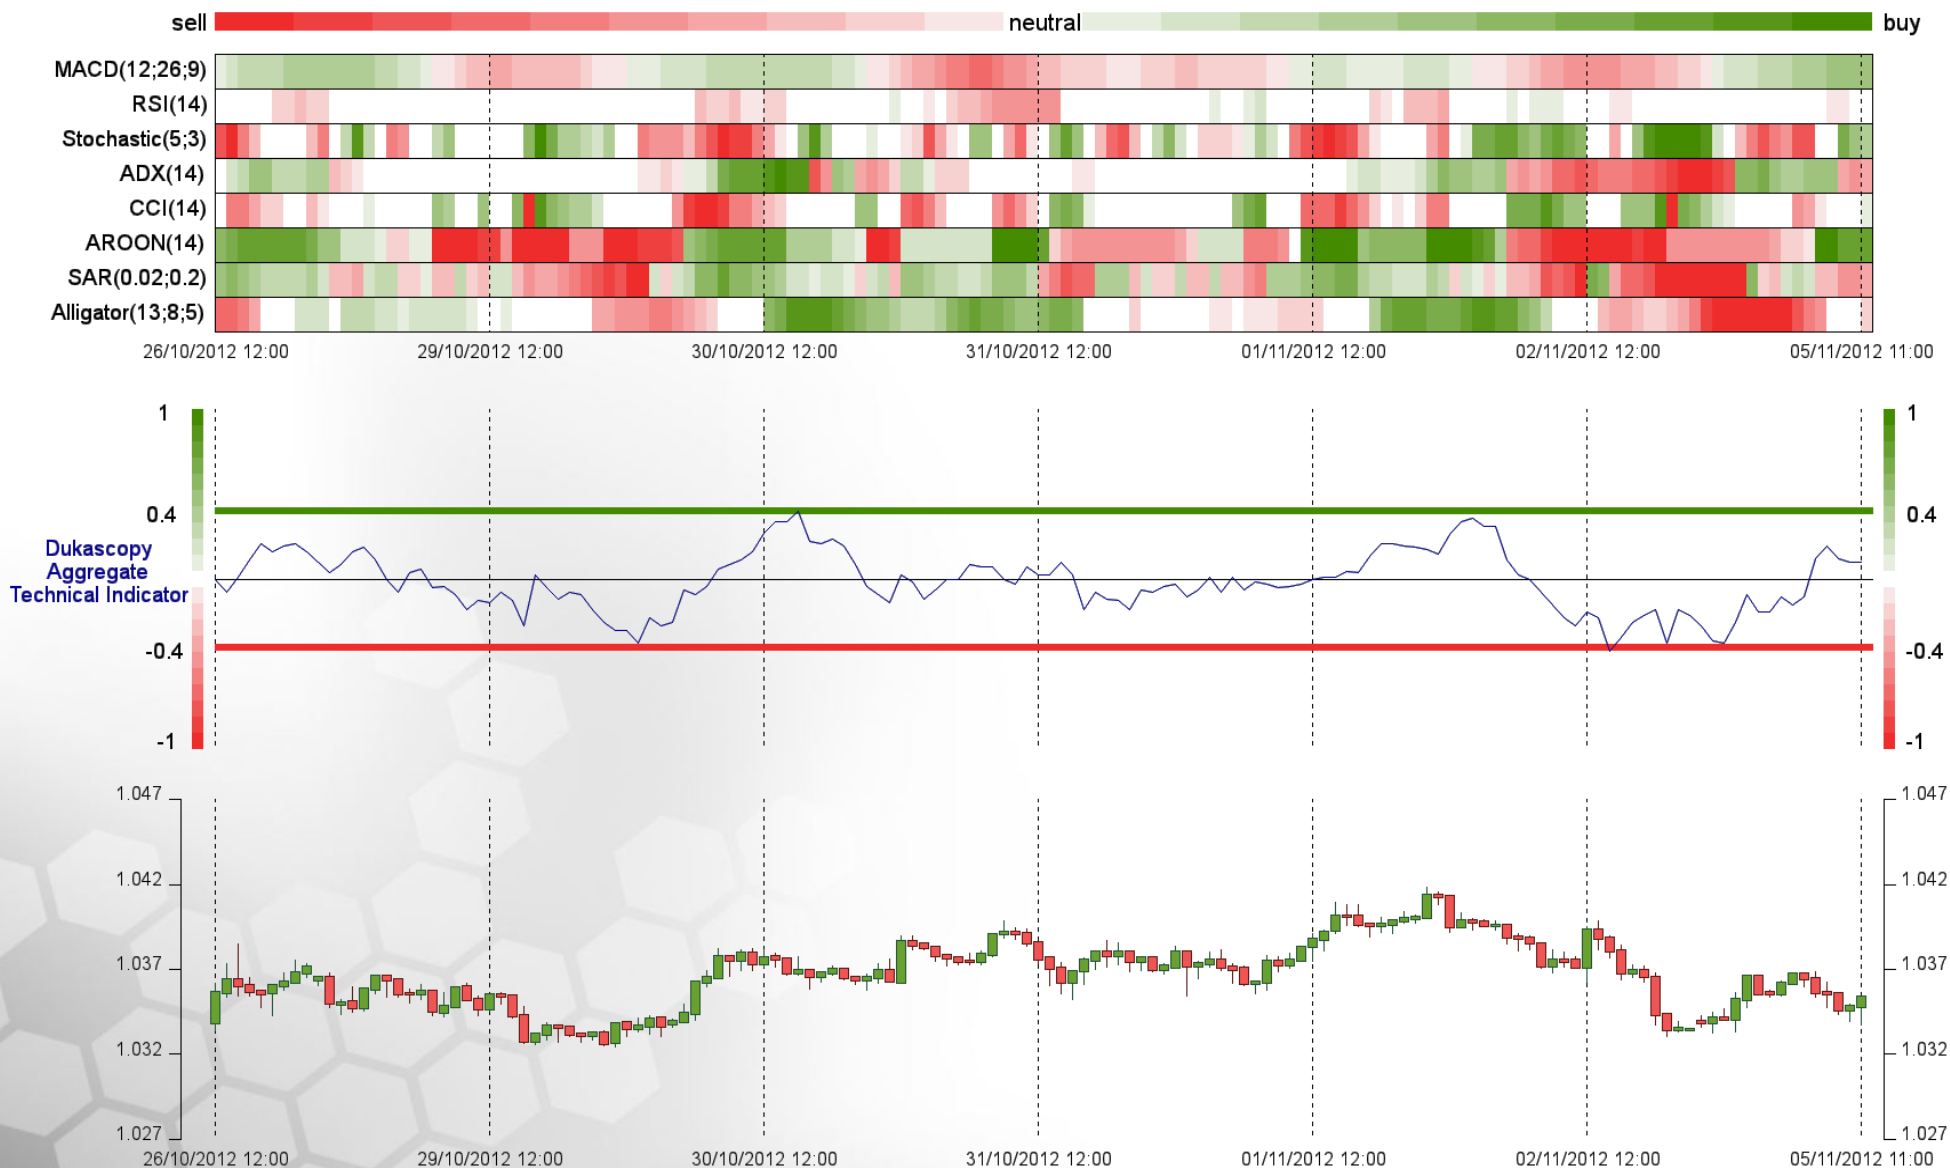 sell neutral buy
MACD(12;26;9)
RSI(14)
Stochastic(5;3)
ADX(14)
CCI(14)
AROON(14)
SAR(0.02;0.2)
Alligator(13;8;5)
26/10/2012 12:00 29/10/2012 12:00 30/10/2012 12:00 31/10/2012 12:00 01/11/2012 12:00 02/11/2012 12:00 05/11/2012 11:00
1 1
0.4 0.4
Dukascopy
Aggregate
Technical Indicator
-0.4 -0.4
-1 -1
1.047 1.047
1.042 1.042
1.037 1.037
1.032 1.032
1.027 1.027
26/10/2012 12:00 29/10/2012 12:00 30/10/2012 12:00 31/10/2012 12:00 01/11/2012 12:00 02/11/2012 12:00 05/11/2012 11:00